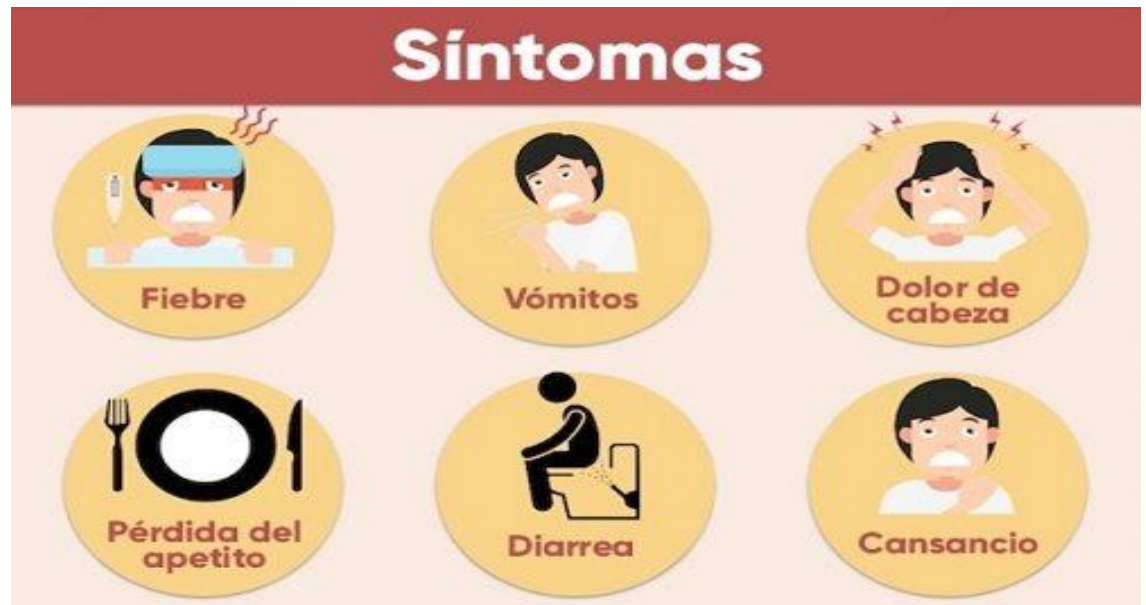 Síntomas
Fiebre
Vómitos
Dolor de
cabeza
Pérdida del
apetito
Diarrea
Cansancio